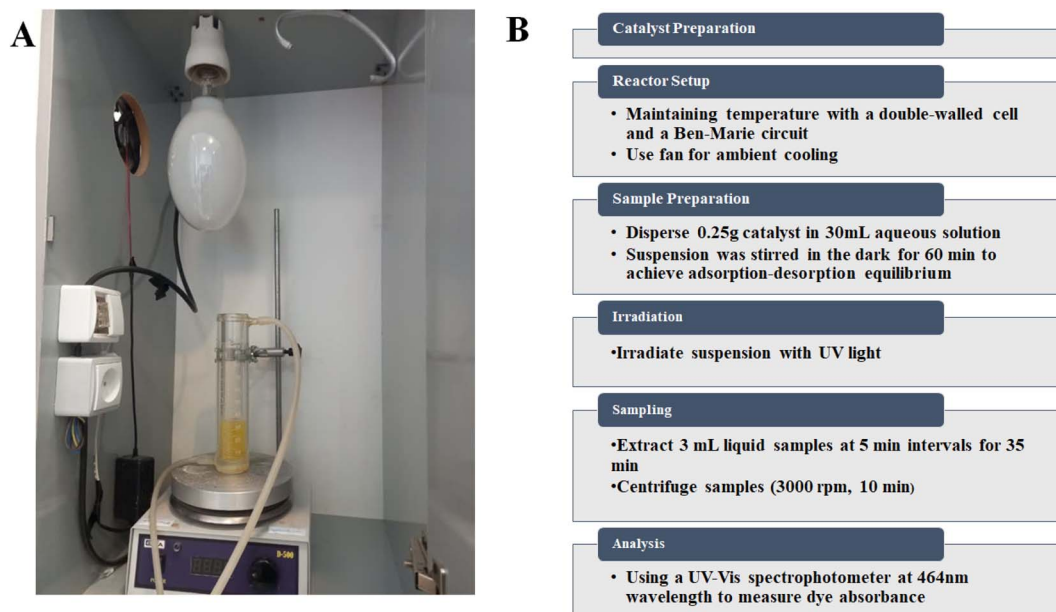 A
B
Catalyst Preparation
Reactor Setup
• Maintaining temperature with a double-walled cell
and a Ben-Marie circuit
• Use fan for ambient cooling
Sample Preparation
• Disperse 0.25g catalyst in 30mL aqueous solution
• Suspension was stirred in the dark for 60 min to
achieve adsorption-desorption equilibrium
Irradiation
•Irradiate suspension with UV light
Sampling
•Extract 3 mL liquid samples at 5 min intervals for 35
min
•Centrifuge samples (3000 rpm, 10 min)
Analysis
• Using a UV-Vis spectrophotometer at 464nm
wavelength to measure dye absorbance
D-500